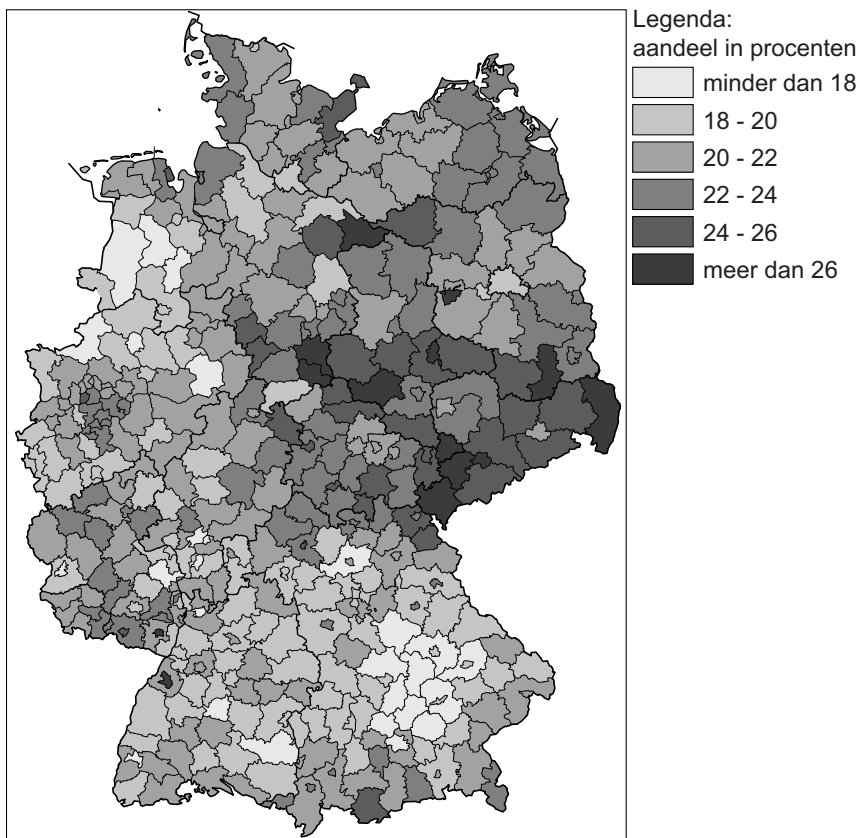 Legenda:
aandeel in procenten
minder dan 18
18 - 20
20 - 22
22 - 24
24 - 26
meer dan 26